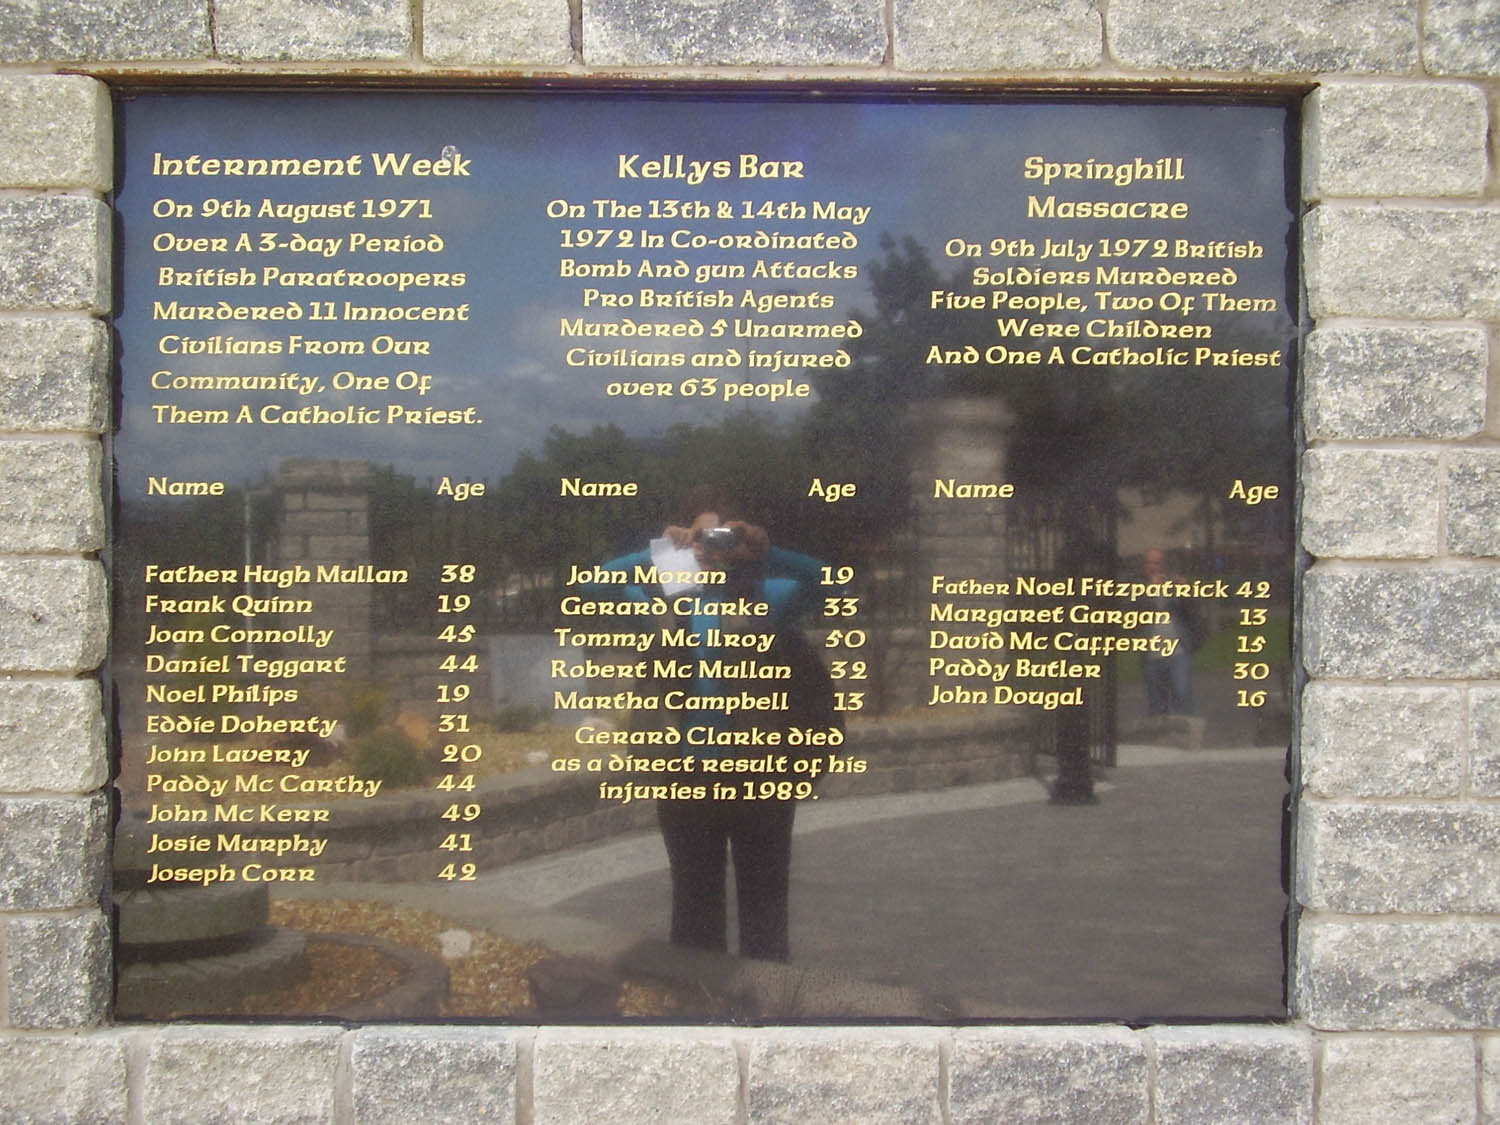 Internment Week
On 9th August 1971
Over A 3-day Period
British Paratroopers
Murdered 11 Innocent
Civilians From Our
Community, One Of
Them A Catholic Priest.
Name Age
Father Hugh Mullan 38
Frank Quinn 19
Joan Connolly 45
Daniel Teggart 44
Noel Philips 19
Eddie Doherty 31
John Lavery 20
Paddy Mc Carthy 44
John Mc Kerr 49
Josie Murphy 41
Joseph Corr 42
Kellys Bar
On The 13th & 14th May
1972 In Co-ordinated
Bomb And gun Attacks
Pro British Agents
Murdered 5 Unarmed
Civilians and injured
over 63 people
Name Age
John Moran 19
Gerard Clarke 33
Tommy Mc Ilroy 50
Robert Mc Mullan 32
Martha Campbell 13
Gerard Clarke died
as a direct result of his
injuries in 1989.
Springhill
Massacre
On 9th July 1972 British
Soldiers Murdered
Five People, Two Of Them
Were Children
And One A Catholic Priest
Name Age
Father Noel Fitzpatrick 42
Margaret Gargan 13
David Mc Cafferty 15
Paddy Butler 30
John Dougal 16